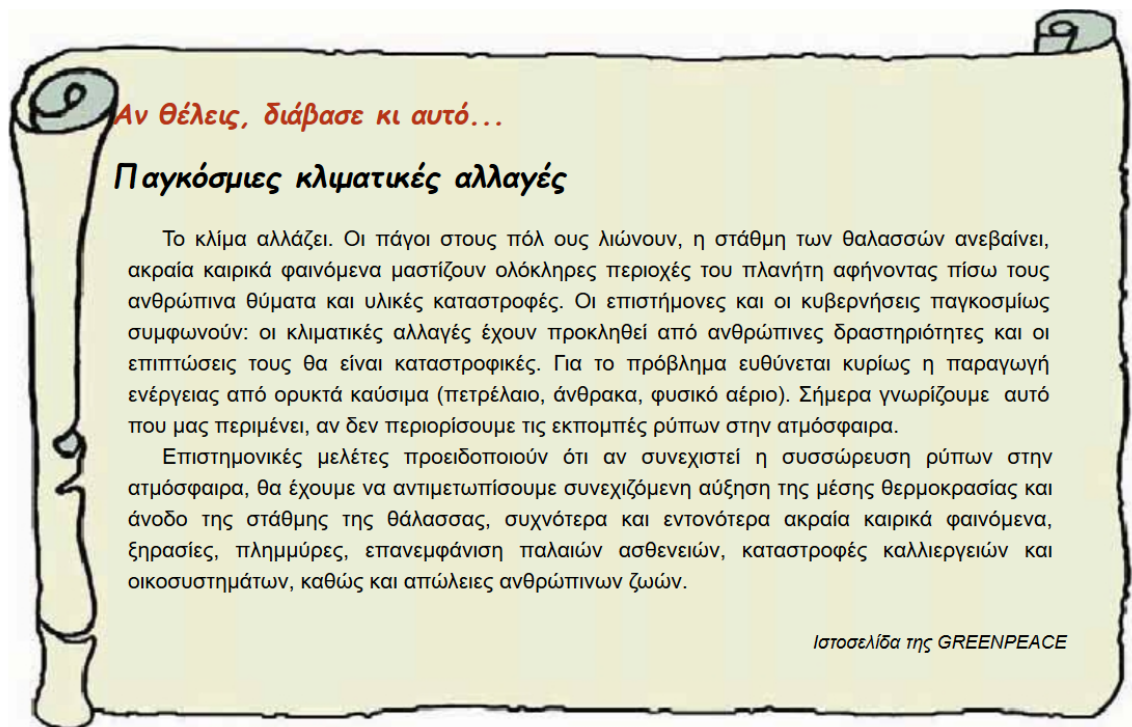 Αν θέλεις, διάβασε κι αυτό...
Παγκόσμιες κλιματικές αλλαγές
Το κλίμα αλλάζει. Οι πάγοι στους πόλ ους λιώνουν, η στάθμη των θαλασσών ανεβαίνει,
ακραία καιρικά φαινόμενα μαστίζουν ολόκληρες περιοχές του πλανήτη αφήνοντας πίσω τους
ανθρώπινα θύματα και υλικές καταστροφές. Οι επιστήμονες και οι κυβερνήσεις παγκοσμίως
συμφωνούν: οι κλιματικές αλλαγές έχουν προκληθεί από ανθρώπινες δραστηριότητες και οι
επιπτώσεις τους θα είναι καταστροφικές. Για το πρόβλημα ευθύνεται κυρίως η παραγωγή
ενέργειας από ορυκτά καύσιμα (πετρέλαιο, άνθρακα, φυσικό αέριο). Σήμερα γνωρίζουμε αυτό
που μας περιμένει, αν δεν περιορίσουμε τις εκπομπές ρύπων στην ατμόσφαιρα.
Επιστημονικές μελέτες προειδοποιούν ότι αν συνεχιστεί η συσσώρευση ρύπων στην
ατμόσφαιρα, θα έχουμε να αντιμετωπίσουμε συνεχιζόμενη αύξηση της μέσης θερμοκρασίας και
άνοδο της στάθμης της θάλασσας, συχνότερα και εντονότερα ακραία καιρικά φαινόμενα,
ξηρασίες, πλημμύρες, επανεμφάνιση παλαιών ασθενειών, καταστροφές καλλιεργειών και
οικοσυστημάτων, καθώς και απώλειες ανθρώπινων ζωών.
Ιστοσελίδα της GREENPEACE